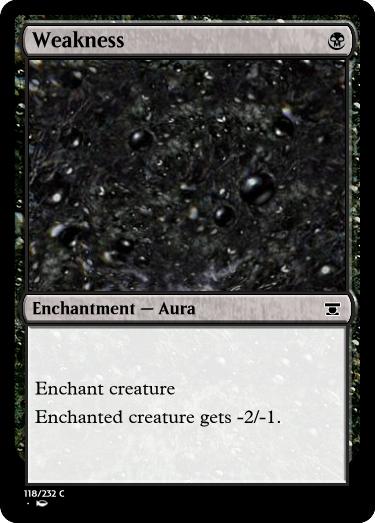 Weakness
Enchantment — Aura
Enchant creature
Enchanted creature gets -2/-1.
118/232 C